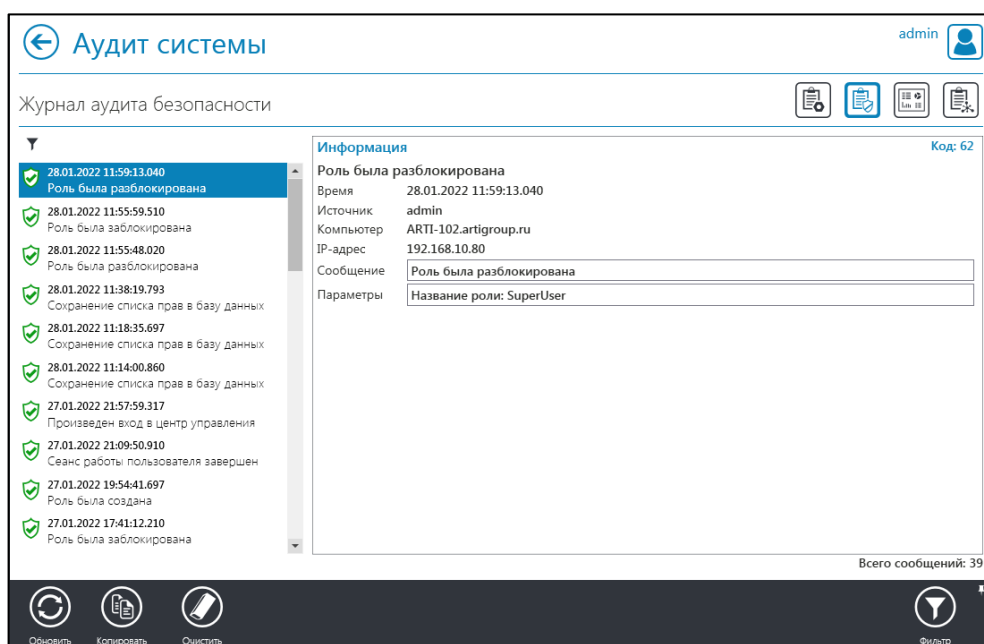 Аудит системы
admin
Журнал аудита безопасности
28.01.2022 11:59:13.040
Роль была разблокирована
28.01.2022 11:55:59.510
Роль была заблокирована
28.01.2022 11:55:48.020
Роль была разблокирована
28.01.2022 11:38:19.793
Сохранение списка прав в базу данных
28.01.2022 11:18:35.697
Сохранение списка прав в базу данных
28.01.2022 11:14:00.860
Сохранение списка прав в базу данных
27.01.2022 21:57:59.317
Произведен вход в центр управления
27.01.2022 21:09:50.910
Сеанс работы пользователя завершен
27.01.2022 19:54:41.697
Роль была создана
27.01.2022 17:41:12.210
Роль была заблокирована
Информация Код: 62
Роль была разблокирована
Время 28.01.2022 11:59:13.040
Источник admin
Компьютер ARTI-102.artigroup.ru
IP-адрес 192.168.10.80
Сообщение Роль была разблокирована
Параметры Название роли: SuperUser
Всего сообщений: 39
Обновить Копировать Очистить Фильтр